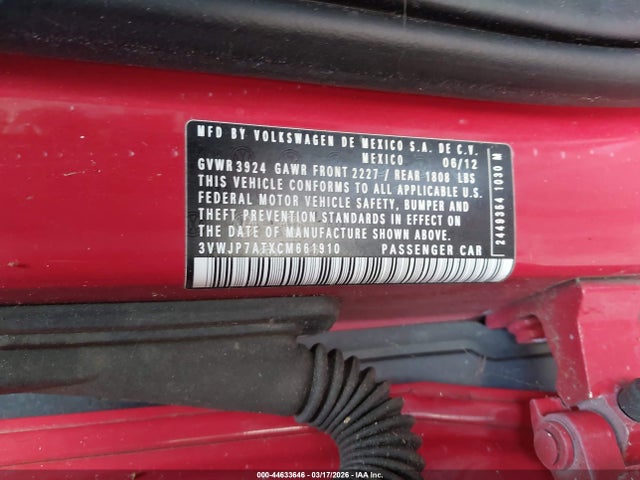 MFD BY VOLKSWAGEN DE MEXICO S.A. DE C.V.
MEXICO 06/12
GVWR 3924 GAWR FRONT 2227 / REAR 1808 LBS
THIS VEHICLE CONFORMS TO ALL APPLICABLE U.S.
FEDERAL MOTOR VEHICLE SAFETY, BUMPER AND
THEFT PREVENTION STANDARDS IN EFFECT ON
THE DATE OF MANUFACTURE SHOWN ABOVE.
3VWJP7ATXCM661910 PASSENGER CAR
2449364 1030 M
000-44633646 | 03/17/2026 | IAA Inc.